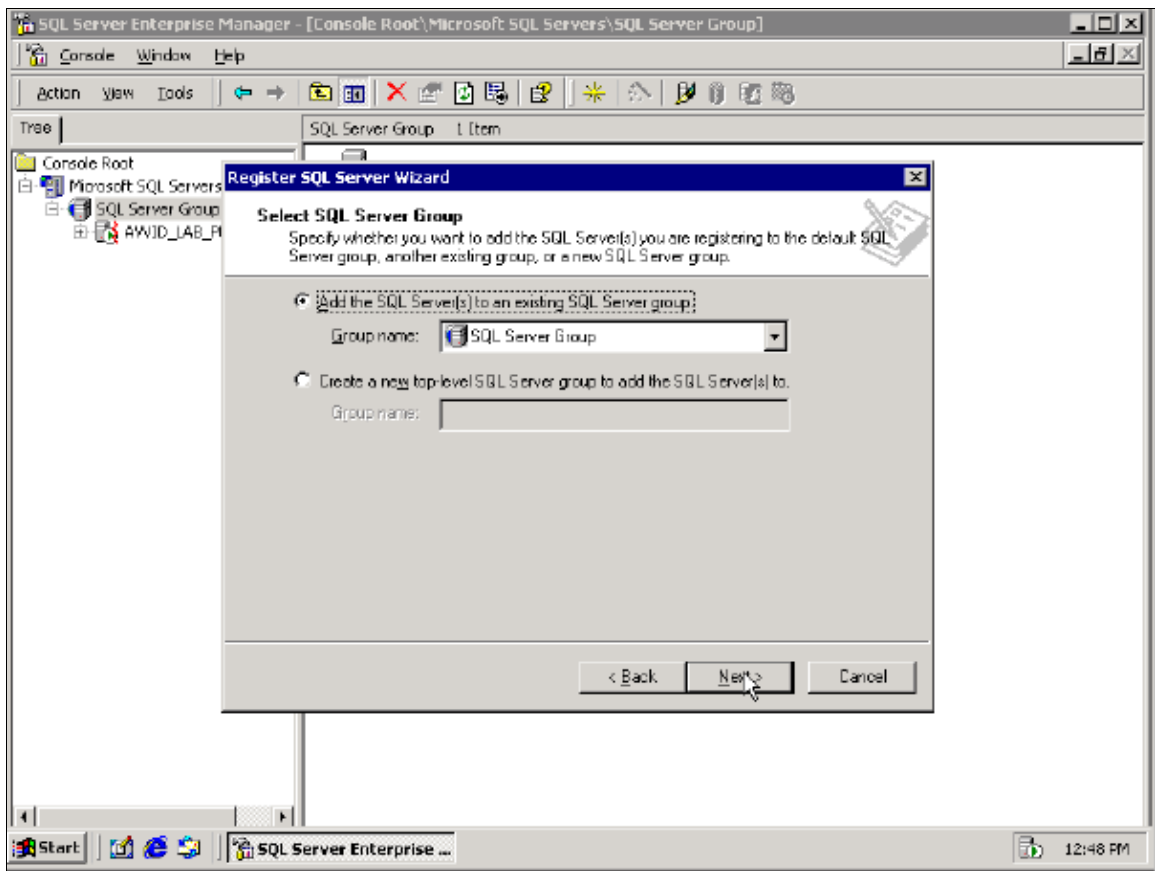 SQL Server Enterprise Manager - [Console Root\Microsoft SQL Servers\SQL Server Group]
Console Window Help
Action View Tools
Tree
SQL Server Group 1 Item
Console Root
Microsoft SQL Servers
SQL Server Group
Register SQL Server Wizard
Select SQL Server Group
Specify whether you want to add the SQL Server(s) you are registering to the default SQL
Server group, another existing group, or a new SQL Server group.
Add the SQL Server(s) to an existing SQL Server group
Group name: SQL Server Group
Create a new top-level SQL Server group to add the SQL Server(s) to.
Group name:
< Back Next > Cancel
Start SQL Server Enterprise ... 12:48 PM